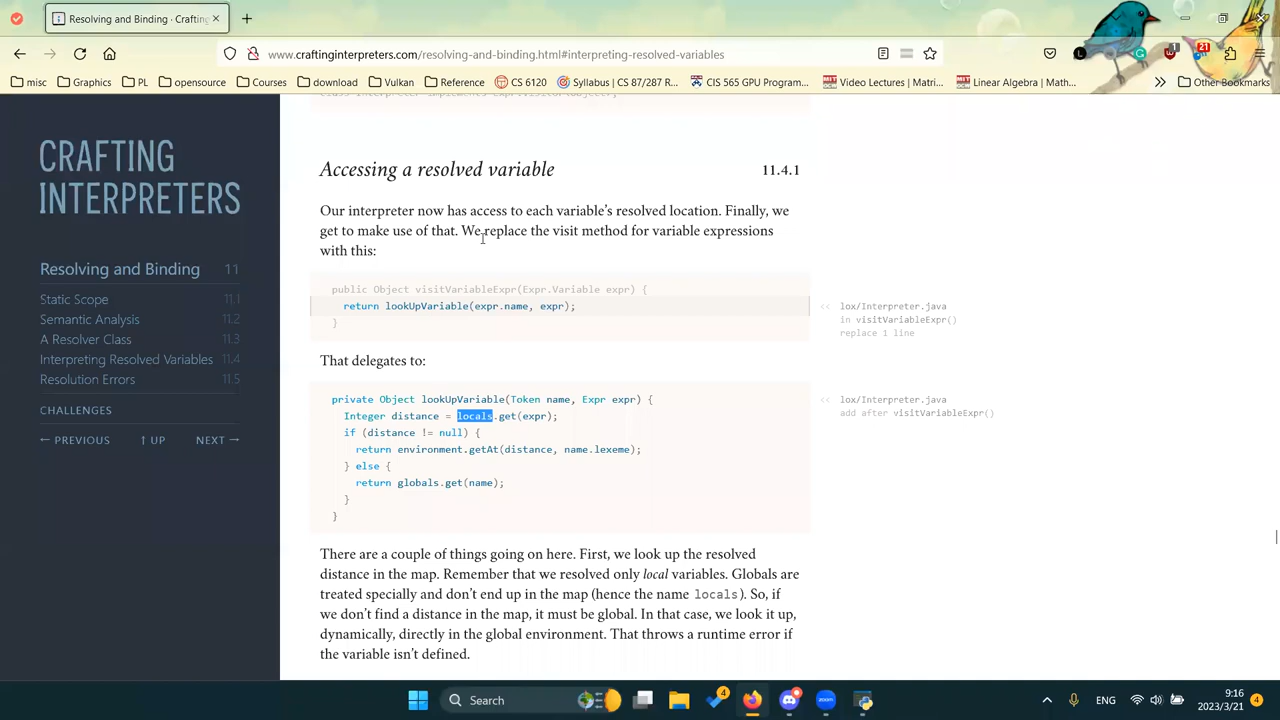 Resolving and Binding · Crafting
www.craftinginterpreters.com/resolving-and-binding.html#interpreting-resolved-variables
1
21
misc
Graphics
PL
opensource
Courses
download
Vulkan
Reference
CS 6120
Syllabus | CS 87/287 R...
CIS 565 GPU Program...
Video Lectures | Matri...
Linear Algebra | Math...
Other Bookmarks
CRAFTING
INTERPRETERS
Resolving and Binding 11
Static Scope 11.1
Semantic Analysis 11.2
A Resolver Class 11.3
Interpreting Resolved Variables 11.4
Resolution Errors 11.5
CHALLENGES
← PREVIOUS ↑ UP NEXT →
Accessing a resolved variable 11.4.1
Our interpreter now has access to each variable’s resolved location. Finally, we
get to make use of that. We replace the visit method for variable expressions
with this:
public Object visitVariableExpr(Expr.Variable expr) {
return lookUpVariable(expr.name, expr);
}
<< lox/Interpreter.java
in visitVariableExpr()
replace 1 line
That delegates to:
private Object lookUpVariable(Token name, Expr expr) {
Integer distance = locals.get(expr);
if (distance != null) {
return environment.getAt(distance, name.lexeme);
} else {
return globals.get(name);
}
}
<< lox/Interpreter.java
add after visitVariableExpr()
There are a couple of things going on here. First, we look up the resolved
distance in the map. Remember that we resolved only local variables. Globals are
treated specially and don’t end up in the map (hence the name locals). So, if
we don’t find a distance in the map, it must be global. In that case, we look it up,
dynamically, directly in the global environment. That throws a runtime error if
the variable isn’t defined.
Search
4
zoom
ENG
9:16
2023/3/21